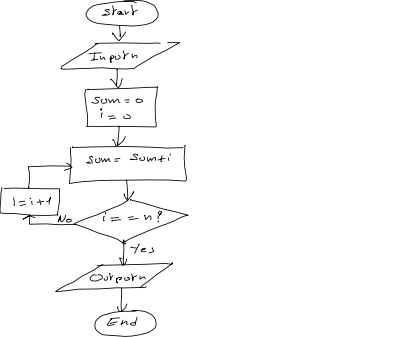 Start
Input n
Sum=0
i=0
Sum= Sum+i
I=i+1
No
i==n?
Yes
Output n
End